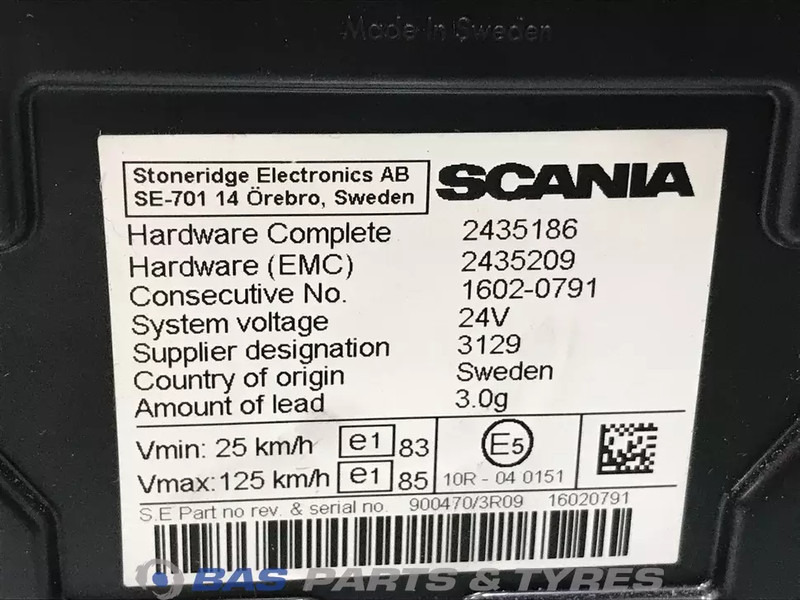 Made In Sweden
Stoneridge Electronics AB
SE-701 14 Örebro, Sweden
SCANIA
Hardware Complete 2435186
Hardware (EMC) 2435209
Consecutive No. 1602-0791
System voltage 24V
Supplier designation 3129
Country of origin Sweden
Amount of lead 3.0g
Vmin: 25 km/h e1 83
Vmax: 125 km/h e1 85
E5
10R - 04 0151
S.E Part no rev. & serial no. 900470/3R09 16020791
BAS PARTS & TYRES